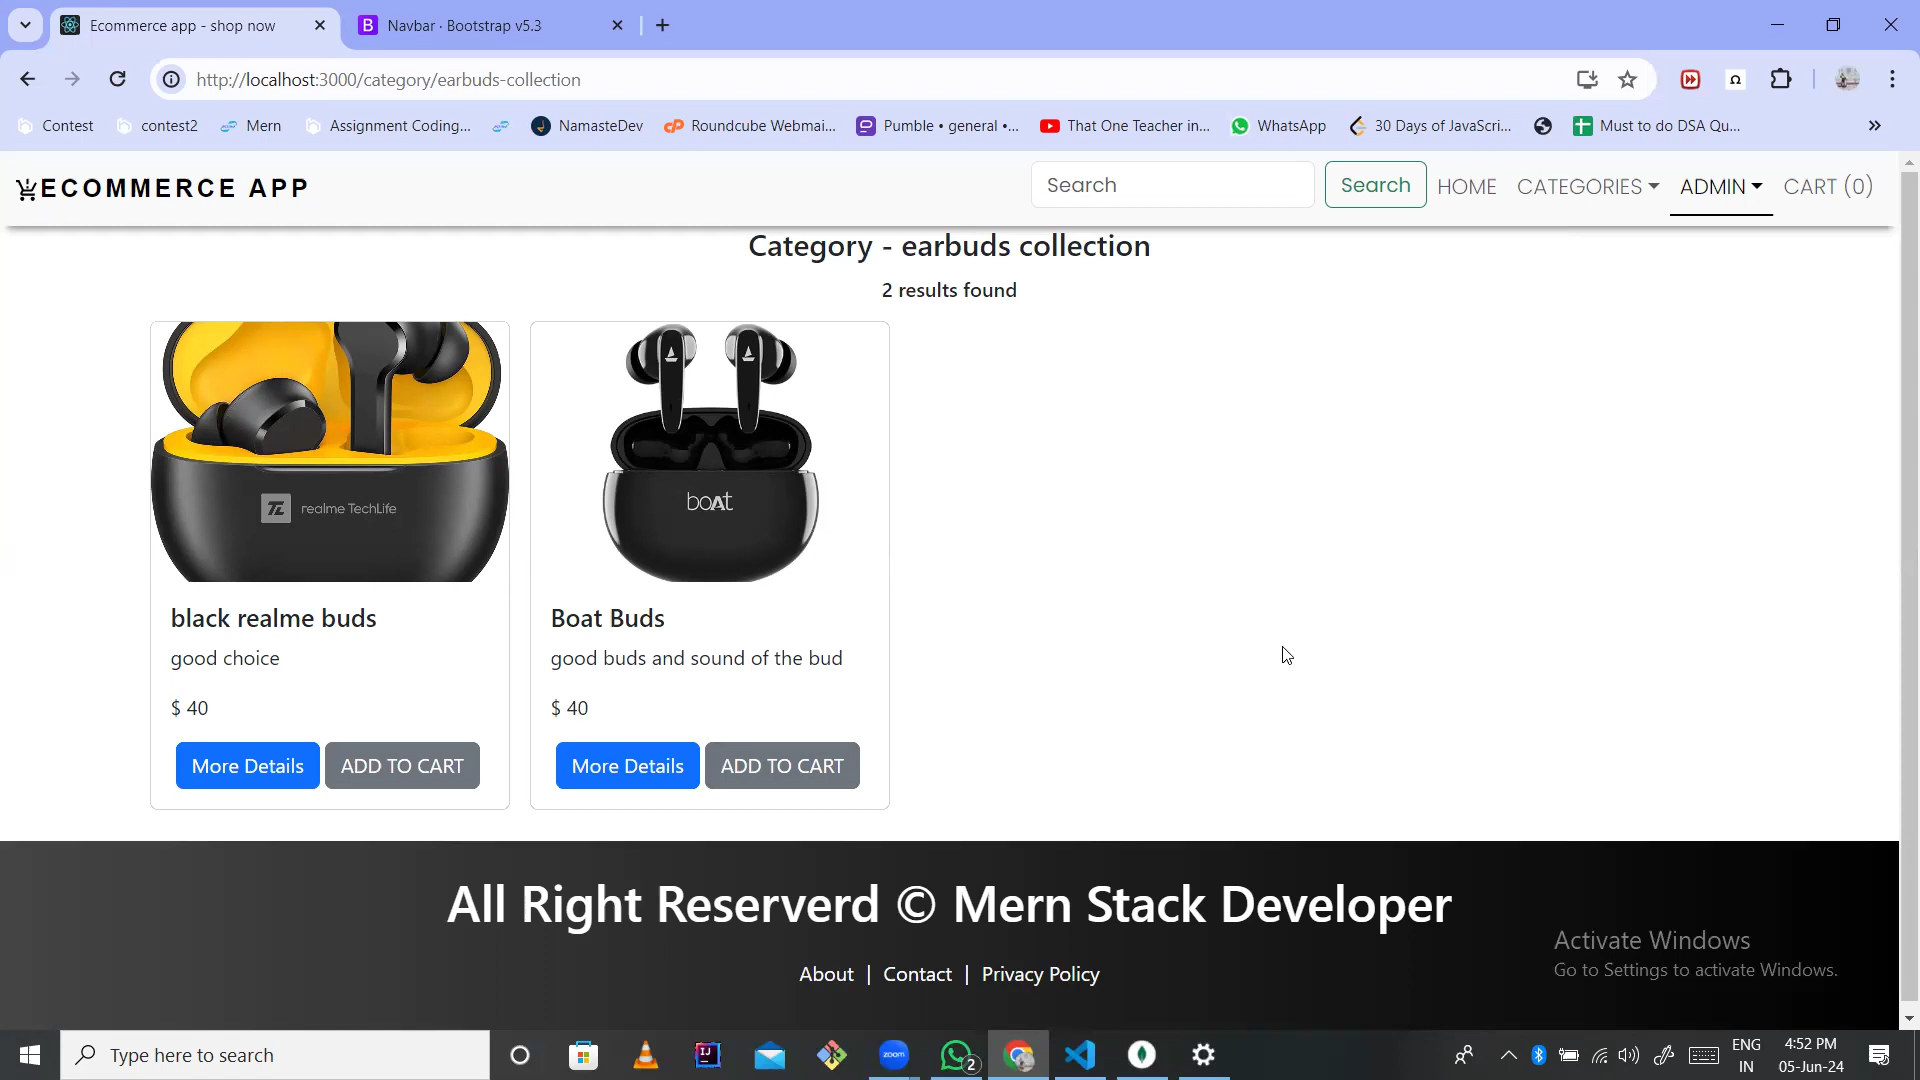 Ecommerce app - shop now
Navbar · Bootstrap v5.3
http://localhost:3000/category/earbuds-collection
Contest
contest2
Mern
Assignment Coding...
NamasteDev
Roundcube Webmai...
Pumble • general •...
That One Teacher in...
WhatsApp
30 Days of JavaScri...
Must to do DSA Qu...
ECOMMERCE APP
Search
Search
HOME
CATEGORIES
ADMIN
CART (0)
Category - earbuds collection
2 results found
realme TechLife
boAt
black realme buds
good choice
$ 40
More Details
ADD TO CART
Boat Buds
good buds and sound of the bud
$ 40
More Details
ADD TO CART
All Right Reserverd © Mern Stack Developer
About | Contact | Privacy Policy
Activate Windows
Go to Settings to activate Windows.
Type here to search
zoom
2
ENG
IN
4:52 PM
05-Jun-24